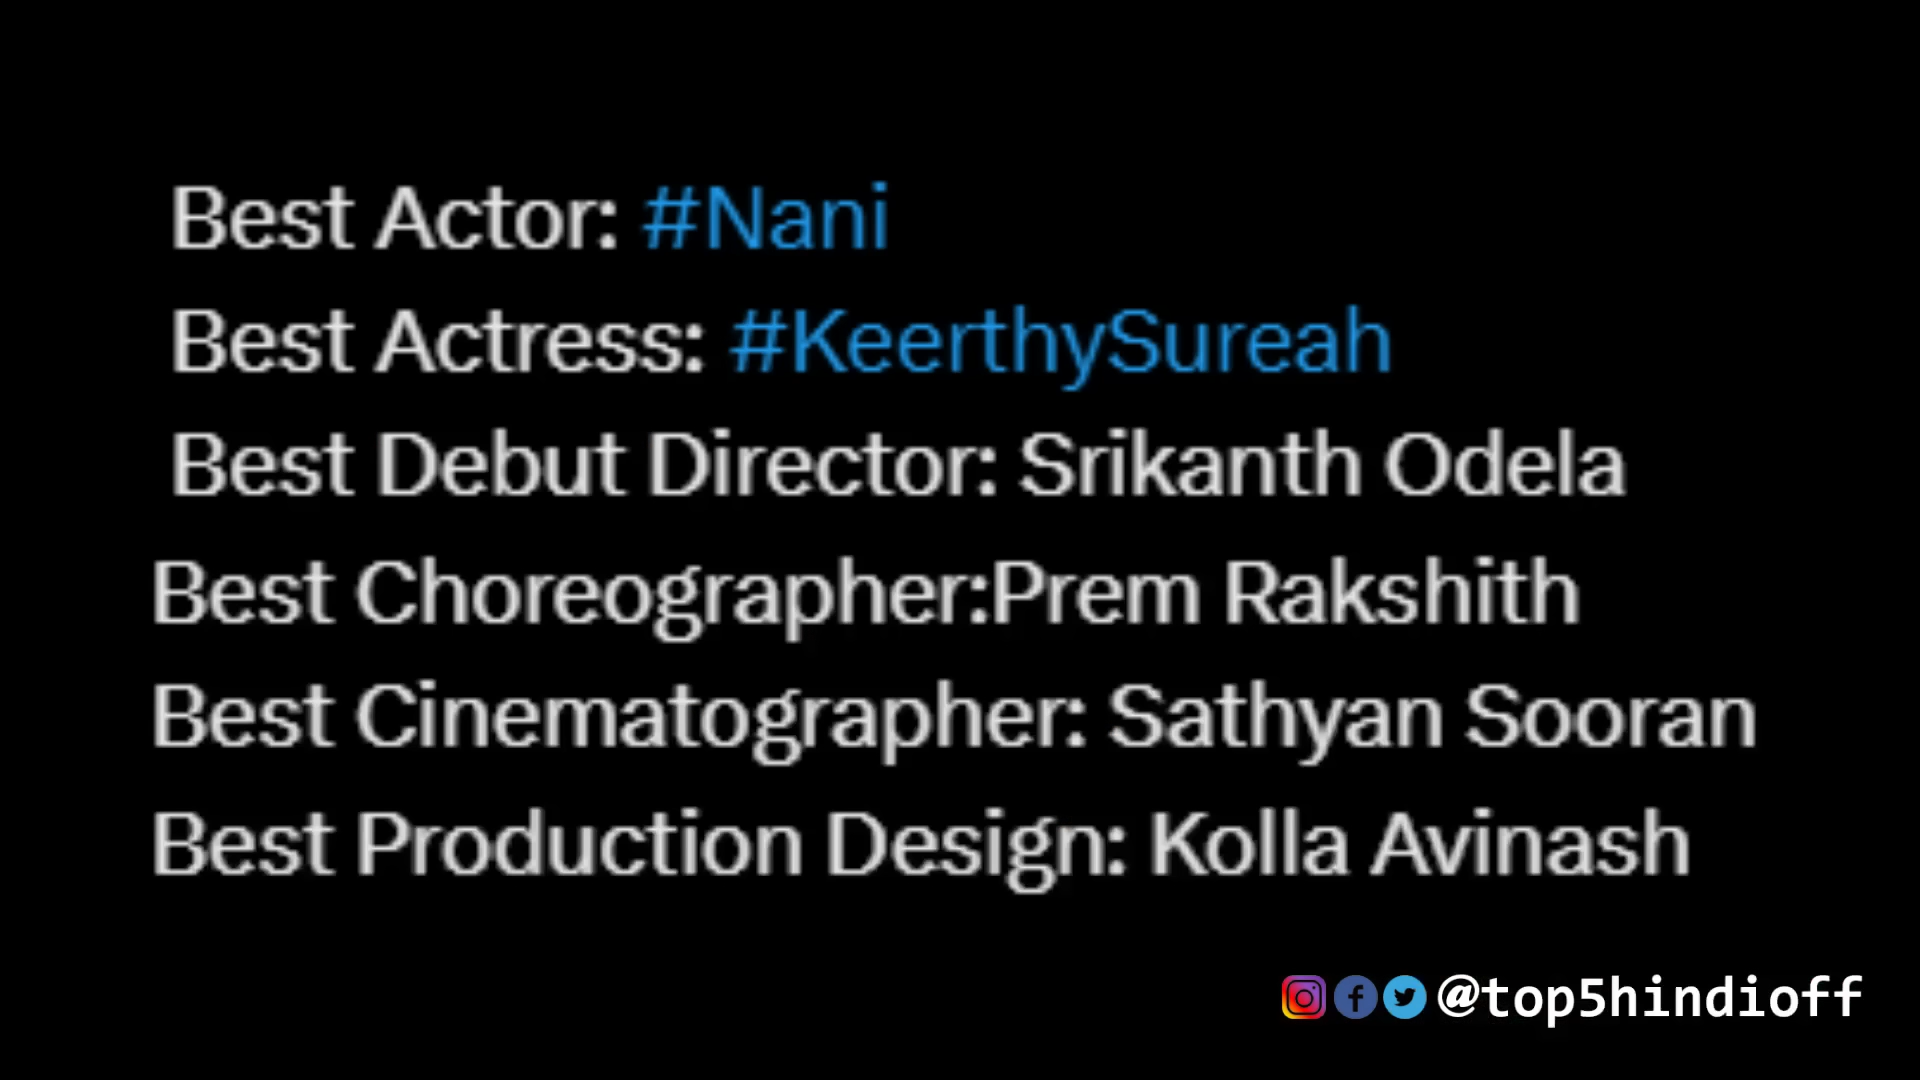 Best Actor: #Nani
Best Actress: #KeerthySureah
Best Debut Director: Srikanth Odela
Best Choreographer:Prem Rakshith
Best Cinematographer: Sathyan Sooran
Best Production Design: Kolla Avinash
@top5hindioff